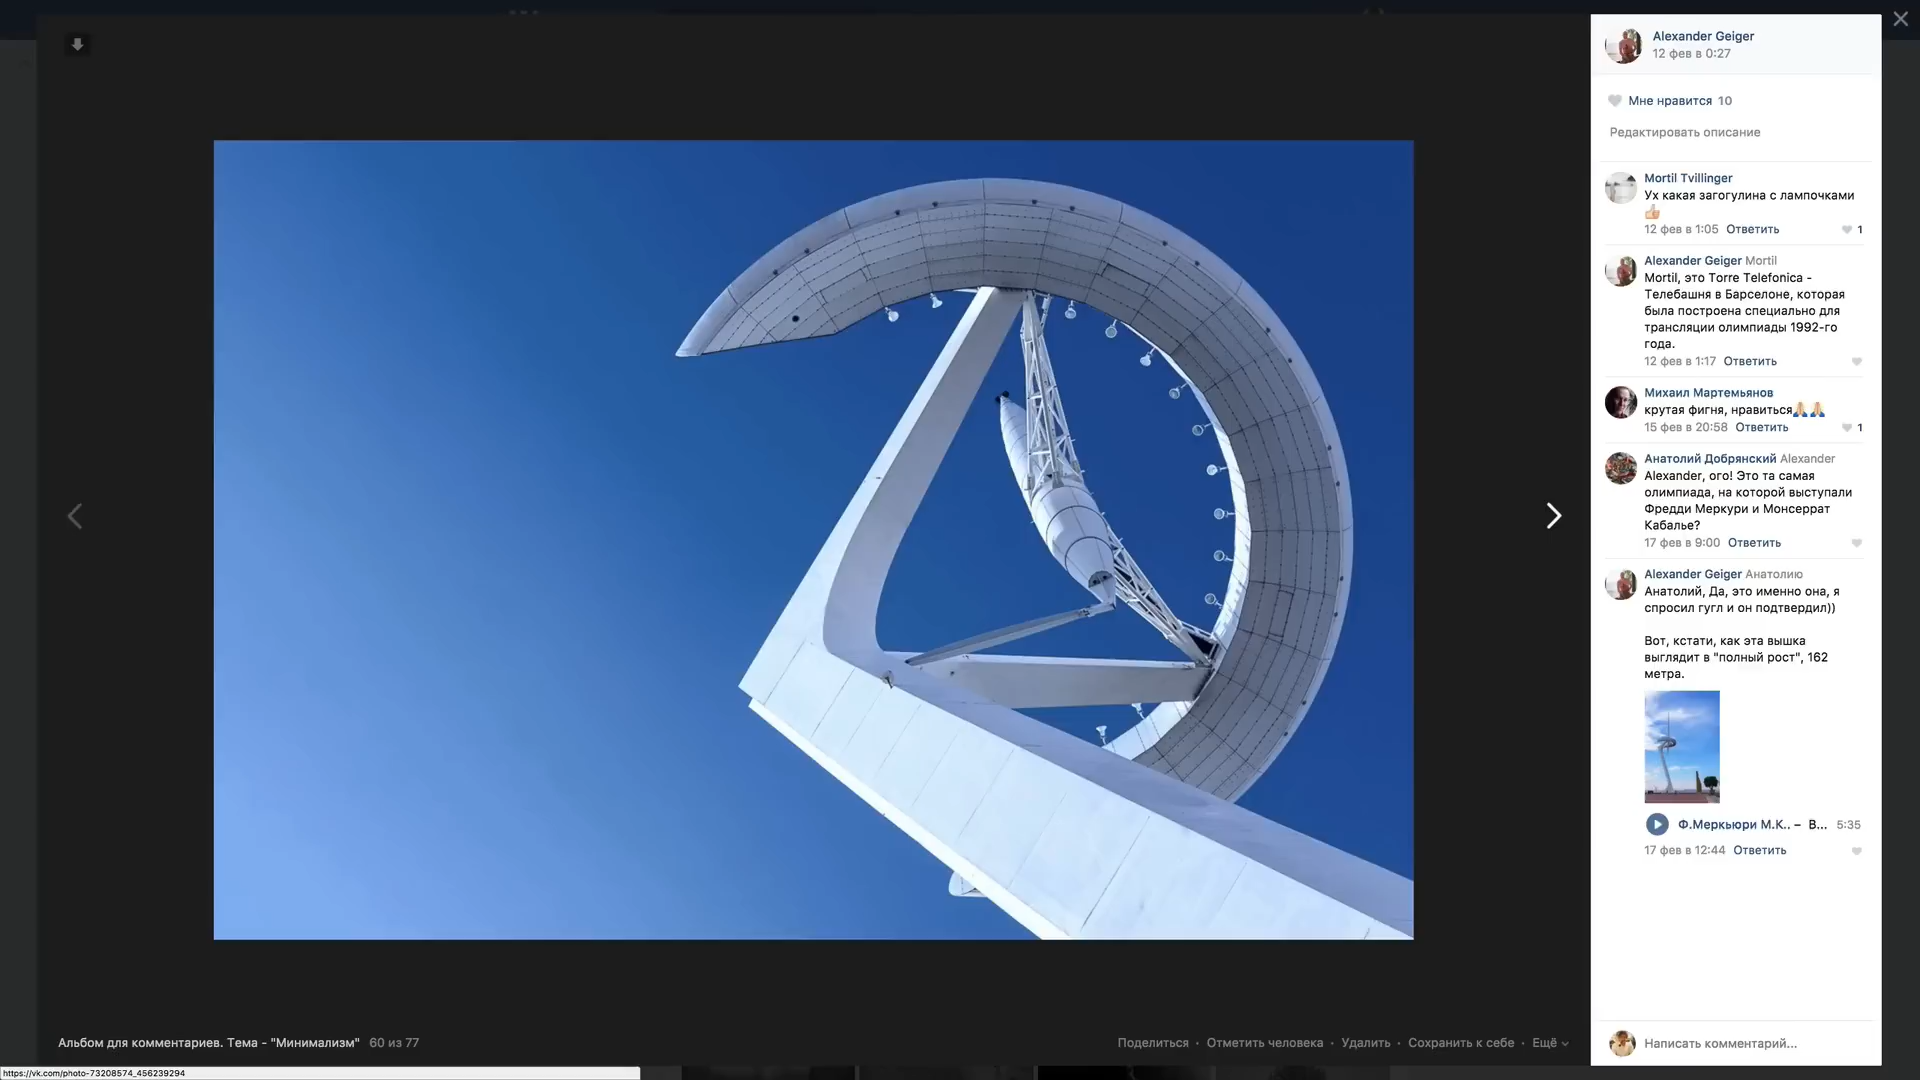 Alexander Geiger
12 фев в 0:27
Мне нравится 10
Редактировать описание
Mortil Tvillinger
Ух какая загогулина с лампочками
👍🏻
12 фев в 1:05 Ответить 1
Alexander Geiger Mortil
Mortil, это Torre Telefonica -
Телебашня в Барселоне, которая
была построена специально для
трансляции олимпиады 1992-го
года.
12 фев в 1:17 Ответить
Михаил Мартемьянов
крутая фигня, нравиться🙏🏼🙏🏼
15 фев в 20:58 Ответить 1
Анатолий Добрянский Alexander
Alexander, ого! Это та самая
олимпиада, на которой выступали
Фредди Меркури и Монсеррат
Кабалье?
17 фев в 9:00 Ответить
Alexander Geiger Анатолию
Анатолий, Да, это именно она, я
спросил гугл и он подтвердил))
Вот, кстати, как эта вышка
выглядит в "полный рост", 162
метра.
Ф.Меркьюри М.К.. – В... 5:35
17 фев в 12:44 Ответить
Написать комментарий...
Альбом для комментариев. Тема - "Минимализм" 60 из 77
Поделиться · Отметить человека · Удалить · Сохранить к себе · Ещё
https://vk.com/photo-73208574_456239294